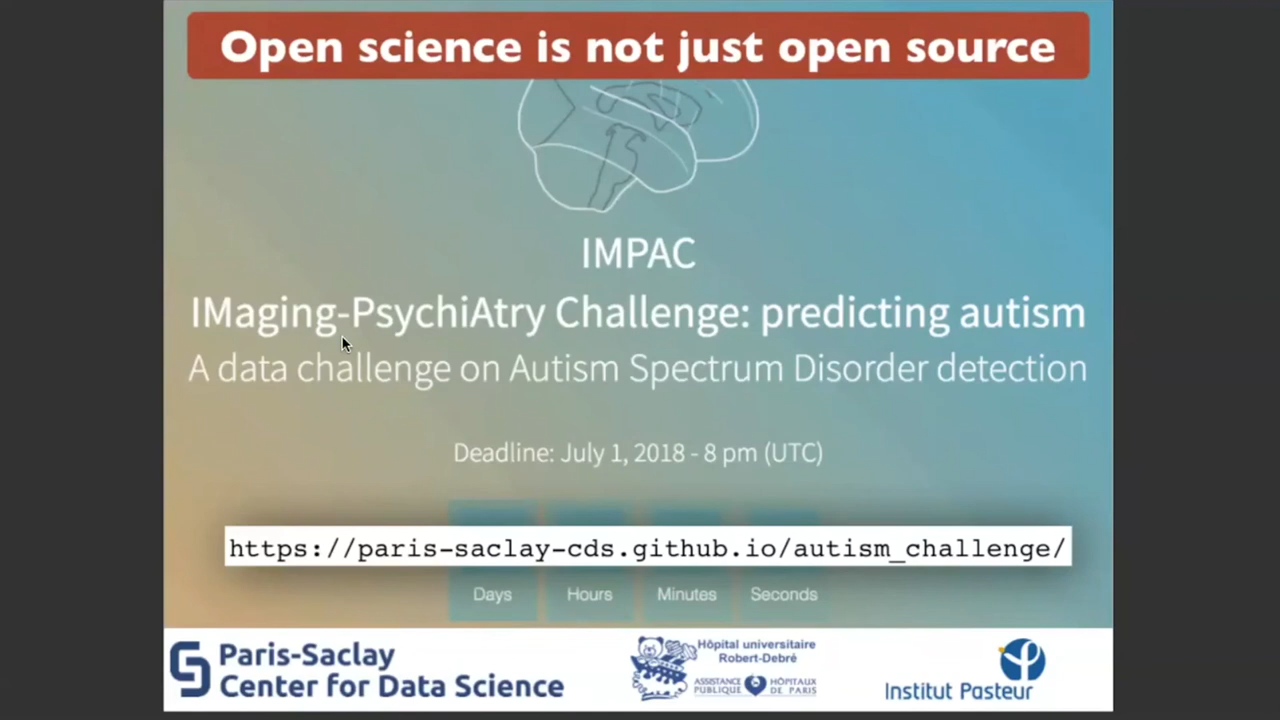 Open science is not just open source
IMPAC
IMaging-PsychiAtry Challenge: predicting autism
A data challenge on Autism Spectrum Disorder detection
Deadline: July 1, 2018 - 8 pm (UTC)
https://paris-saclay-cds.github.io/autism_challenge/
Days Hours Minutes Seconds
Paris-Saclay
Center for Data Science
Hôpital universitaire
Robert-Debré
ASSISTANCE PUBLIQUE
HÔPITAUX DE PARIS
Institut Pasteur